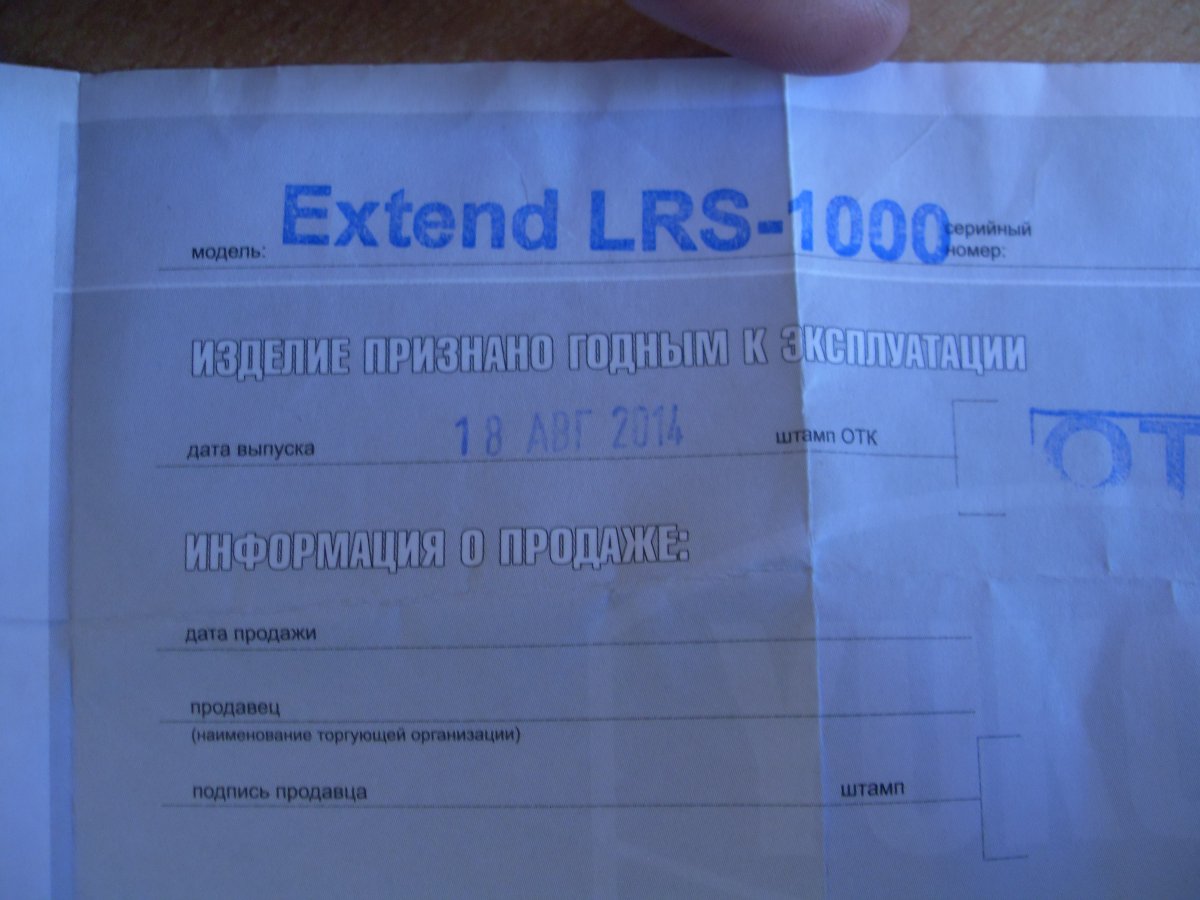 модель: Extend LRS-1000 серийный
номер:
ИЗДЕЛИЕ ПРИЗНАНО ГОДНЫМ К ЭКСПЛУАТАЦИИ
дата выпуска 18 АВГ 2014 штамп ОТК ОТ
ИНФОРМАЦИЯ О ПРОДАЖЕ:
дата продажи
продавец
(наименование торгующей организации)
подпись продавца штамп